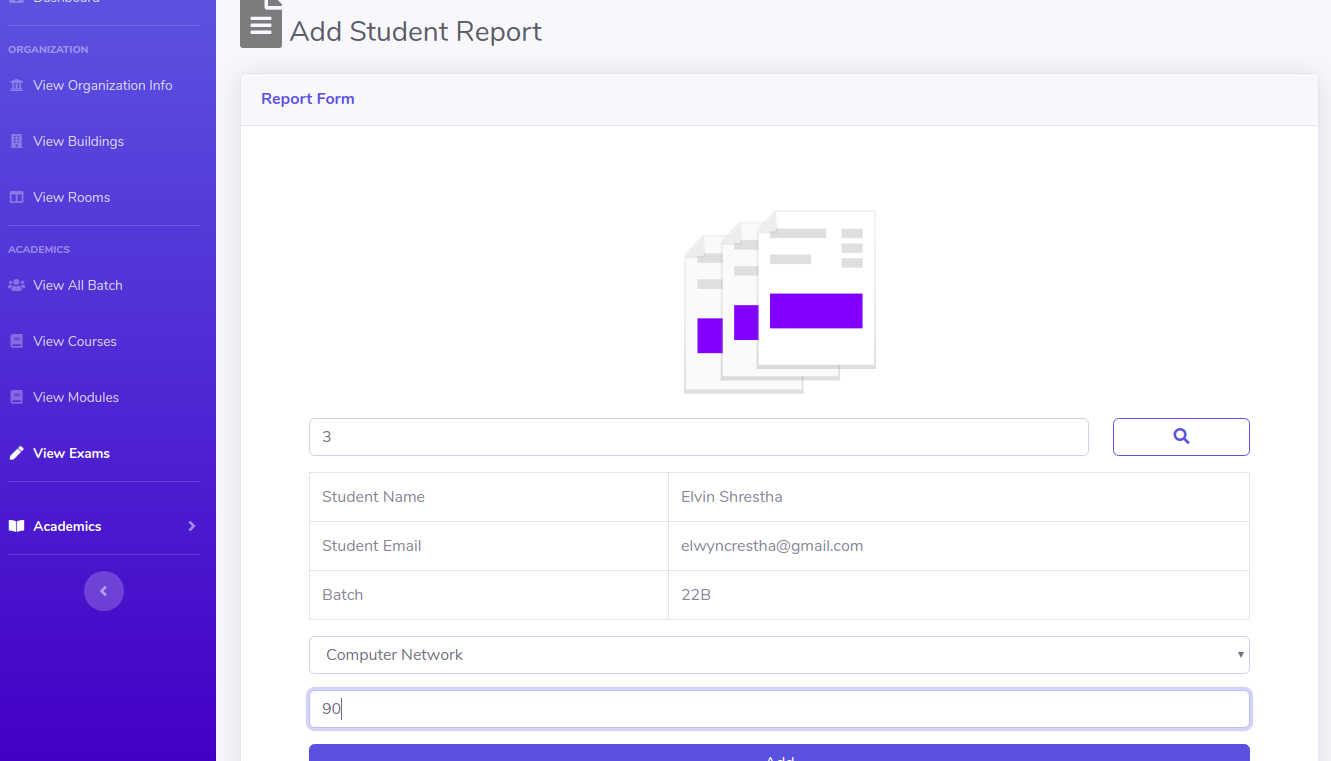 Dashboard
ORGANIZATION
View Organization Info
View Buildings
View Rooms
ACADEMICS
View All Batch
View Courses
View Modules
View Exams
Academics
Add Student Report
Report Form
3
Student Name Elvin Shrestha
Student Email elwyncrestha@gmail.com
Batch 22B
Computer Network
90
Add